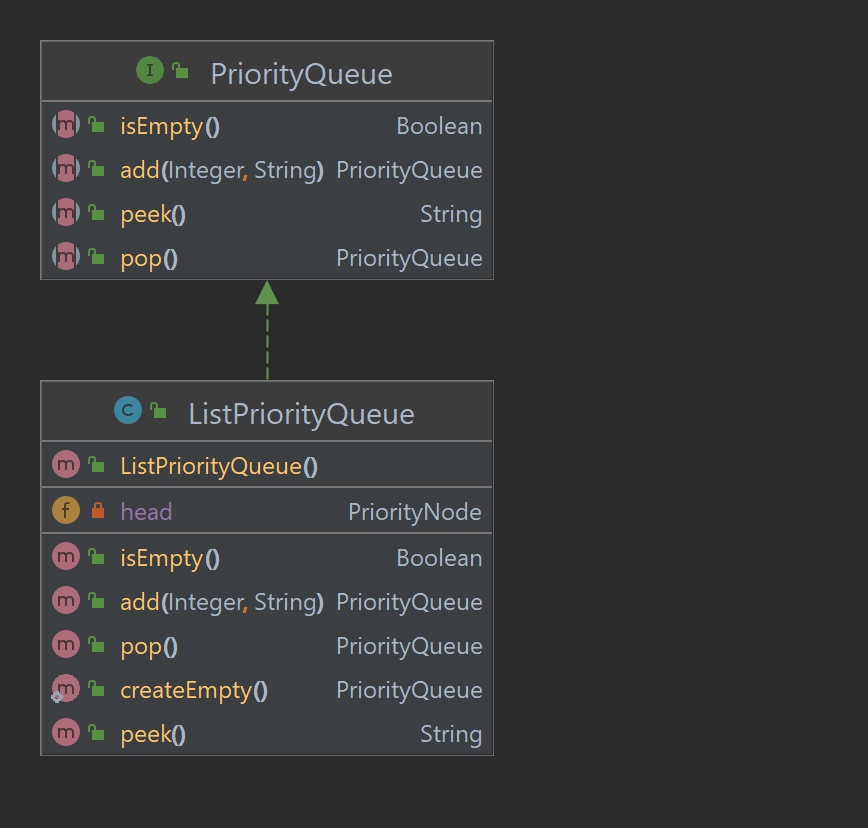 I PriorityQueue
m isEmpty() Boolean
m add(Integer, String) PriorityQueue
m peek() String
m pop() PriorityQueue
C ListPriorityQueue
m ListPriorityQueue()
f head PriorityNode
m isEmpty() Boolean
m add(Integer, String) PriorityQueue
m pop() PriorityQueue
m createEmpty() PriorityQueue
m peek() String